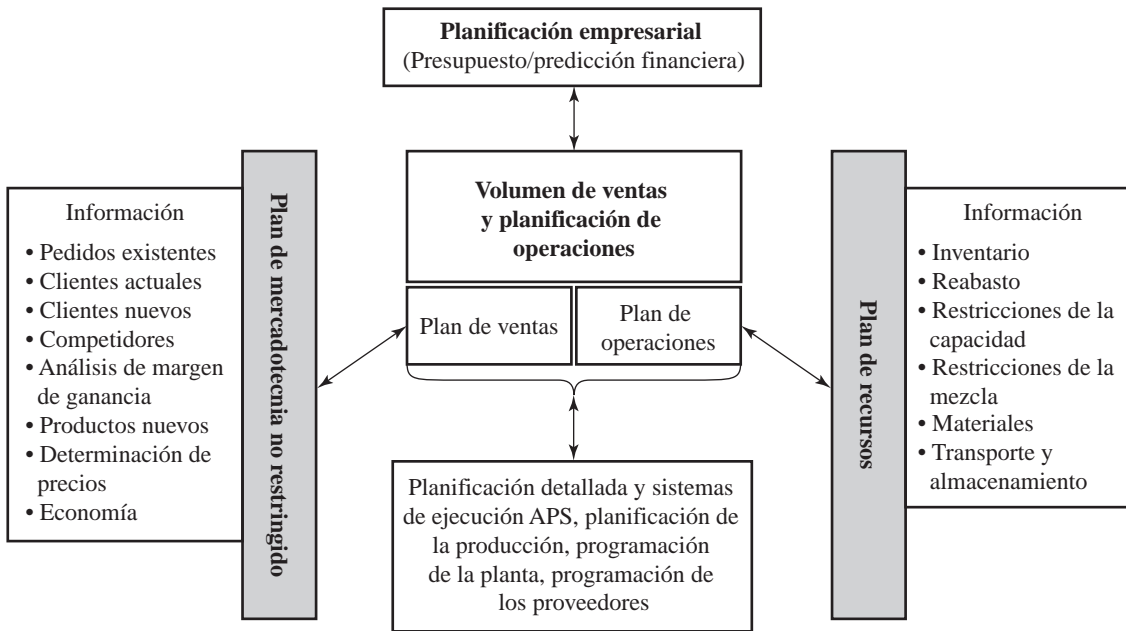 Planificación empresarial
(Presupuesto/predicción financiera)
Información
• Pedidos existentes
• Clientes actuales
• Clientes nuevos
• Competidores
• Análisis de margen
de ganancia
• Productos nuevos
• Determinación de
precios
• Economía
Plan de mercadotecnia no restringido
Volumen de ventas
y planificación de
operaciones
Plan de ventas
Plan de
operaciones
Planificación detallada y sistemas
de ejecución APS, planificación de
la producción, programación
de la planta, programación de
los proveedores
Plan de recursos
Información
• Inventario
• Reabasto
• Restricciones de la
capacidad
• Restricciones de la
mezcla
• Materiales
• Transporte y
almacenamiento